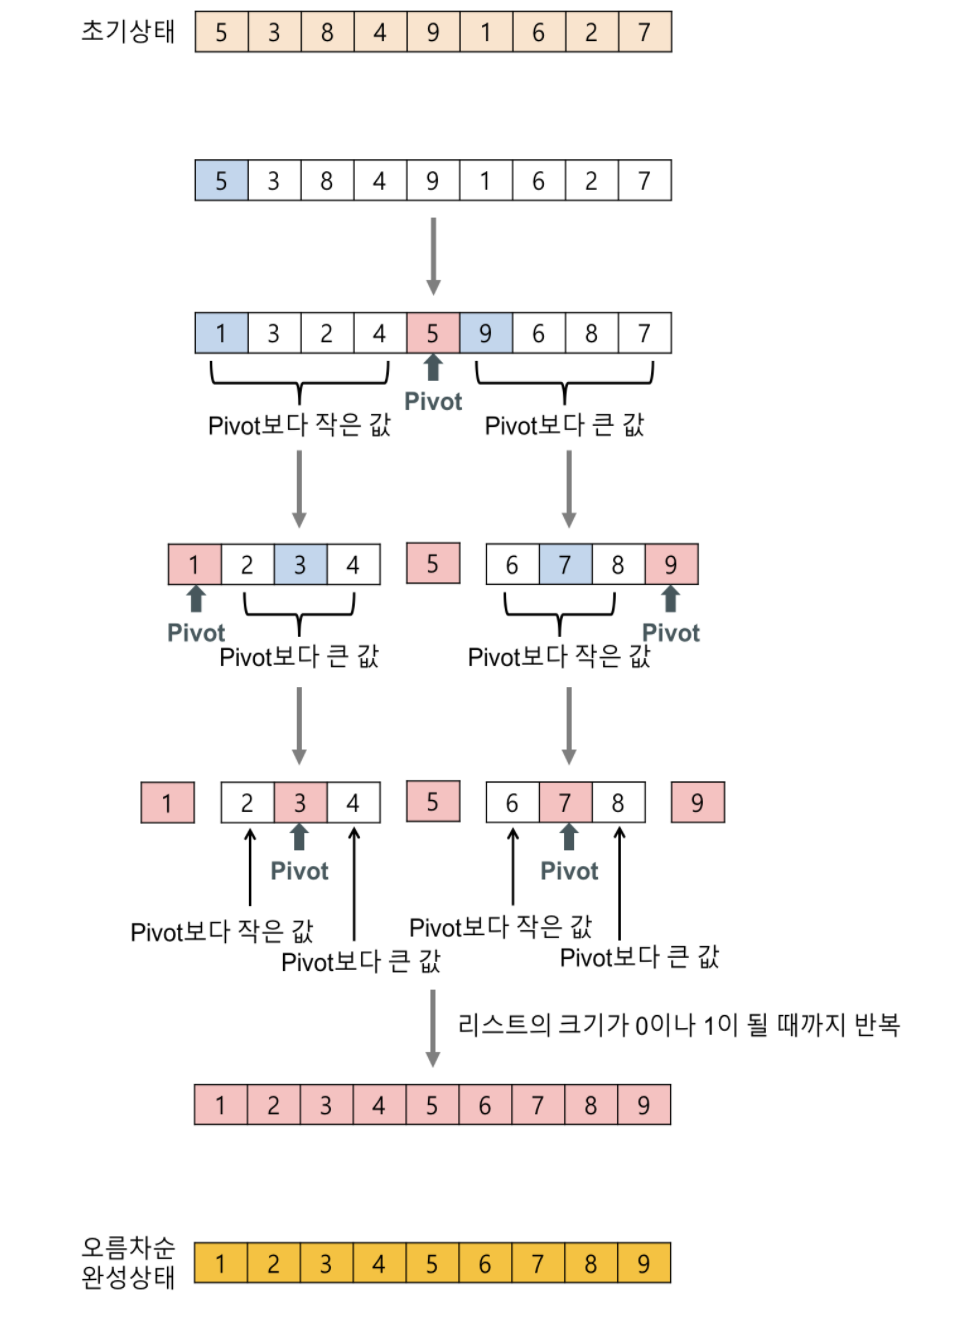 초기상태 5 3 8 4 9 1 6 2 7
5 3 8 4 9 1 6 2 7
1 3 2 4 5 9 6 8 7
Pivot
Pivot보다 작은 값 Pivot보다 큰 값
1 2 3 4 5 6 7 8 9
Pivot Pivot
Pivot보다 큰 값 Pivot보다 작은 값
1 2 3 4 5 6 7 8 9
Pivot Pivot
Pivot보다 작은 값 Pivot보다 작은 값
Pivot보다 큰 값 Pivot보다 큰 값
리스트의 크기가 0이나 1이 될 때까지 반복
1 2 3 4 5 6 7 8 9
오름차순
완성상태 1 2 3 4 5 6 7 8 9